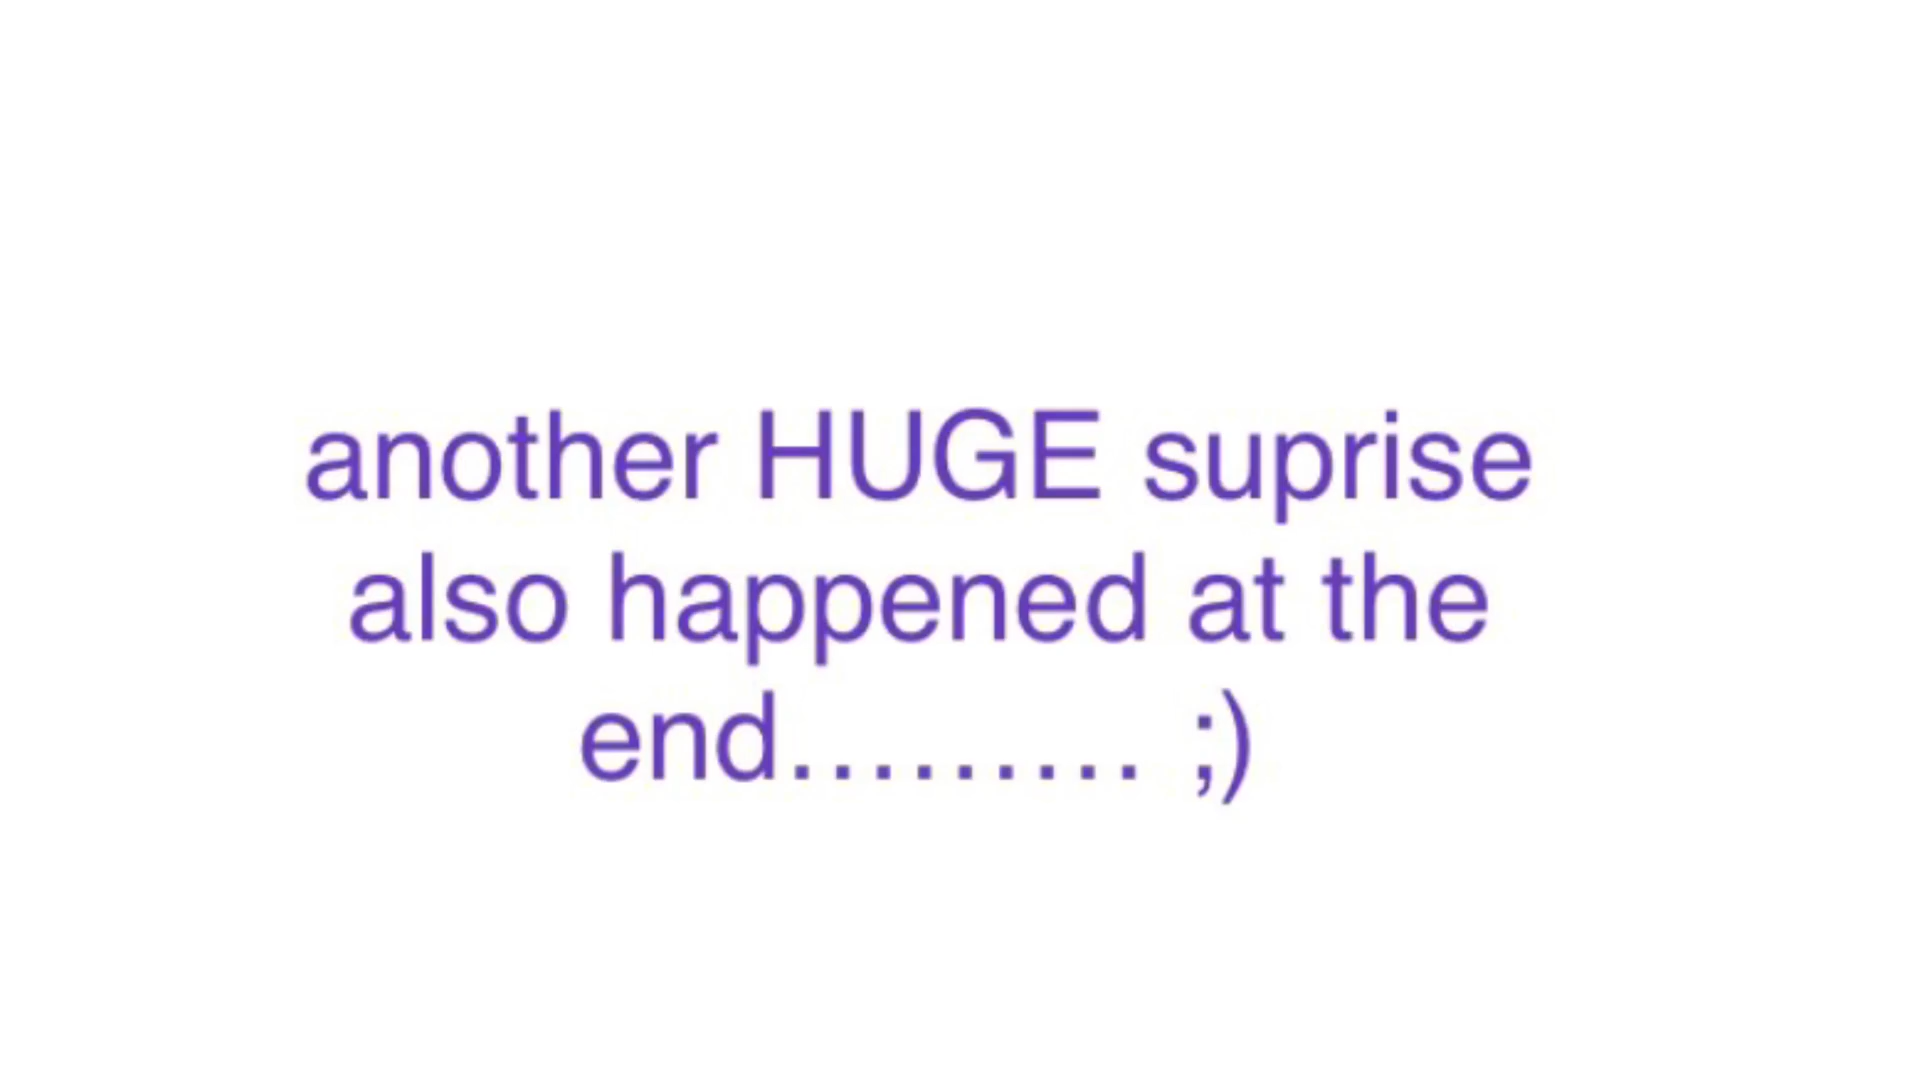 another HUGE suprise
also happened at the
end......... ;)